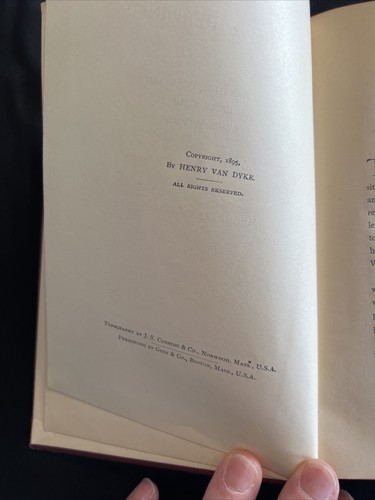 COPYRIGHT, 1895,
BY HENRY VAN DYKE.
ALL RIGHTS RESERVED.
TYPOGRAPHY BY J. S. CUSHING & CO., NORWOOD, MASS., U.S.A.
PRESSWORK BY GINN & CO., BOSTON, MASS., U.S.A.